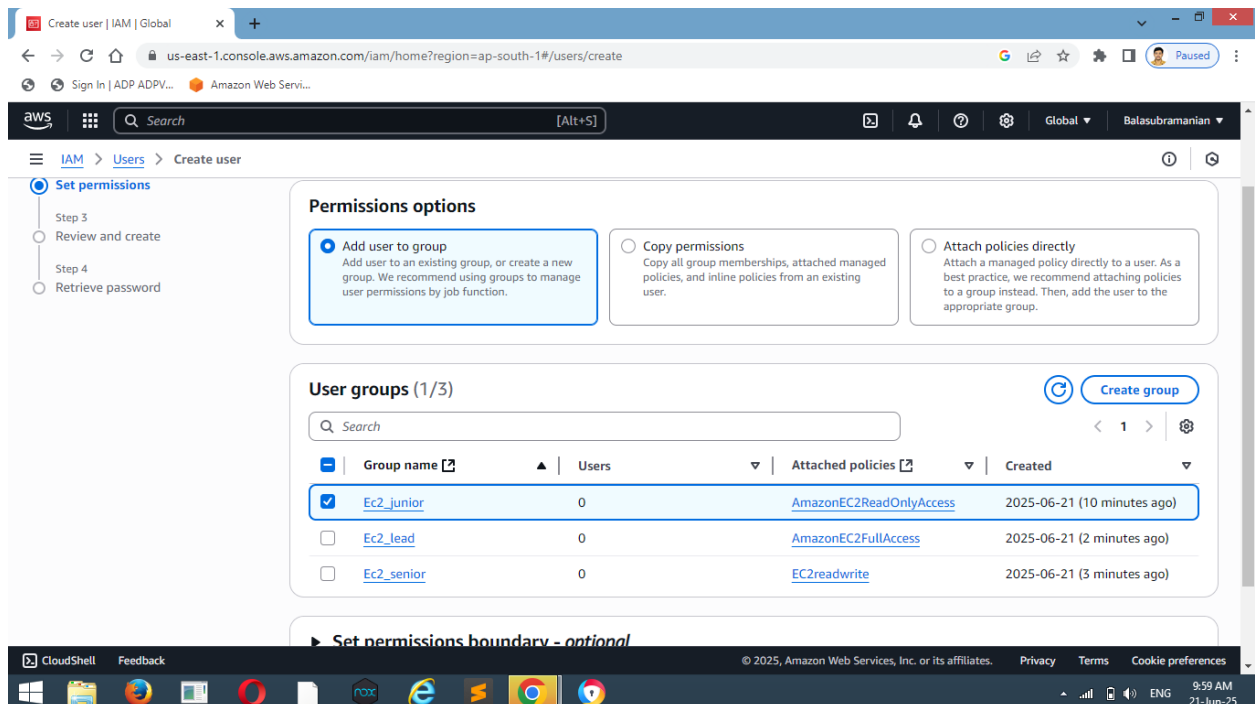 Create user | IAM | Global
us-east-1.console.aws.amazon.com/iam/home?region=ap-south-1#/users/create
Paused
Sign In | ADP ADPV...
Amazon Web Servi...
aws
Search
[Alt+S]
Global
Balasubramanian
IAM > Users > Create user
Set permissions
Step 3
Review and create
Step 4
Retrieve password
Permissions options
Add user to group
Add user to an existing group, or create a new
group. We recommend using groups to manage
user permissions by job function.
Copy permissions
Copy all group memberships, attached managed
policies, and inline policies from an existing
user.
Attach policies directly
Attach a managed policy directly to a user. As a
best practice, we recommend attaching policies
to a group instead. Then, add the user to the
appropriate group.
User groups (1/3)
Create group
Search
1
Group name Users Attached policies Created
Ec2_junior 0 AmazonEC2ReadOnlyAccess 2025-06-21 (10 minutes ago)
Ec2_lead 0 AmazonEC2FullAccess 2025-06-21 (2 minutes ago)
Ec2_senior 0 EC2readwrite 2025-06-21 (3 minutes ago)
Set permissions boundary - optional
CloudShell Feedback © 2025, Amazon Web Services, Inc. or its affiliates. Privacy Terms Cookie preferences
nox
ENG
9:59 AM
21-Jun-25